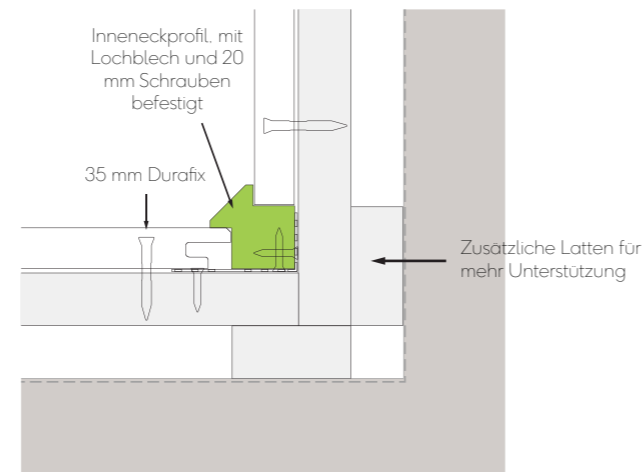 Inneneckprofil, mit
Lochblech und 20
mm Schrauben
befestigt
35 mm Durafix
Zusätzliche Latten für
mehr Unterstützung